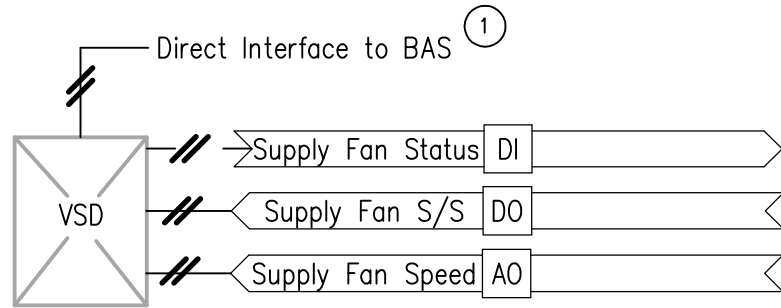 Direct Interface to BAS 1
Supply Fan Status DI
VSD
Supply Fan S/S DO
Supply Fan Speed AO